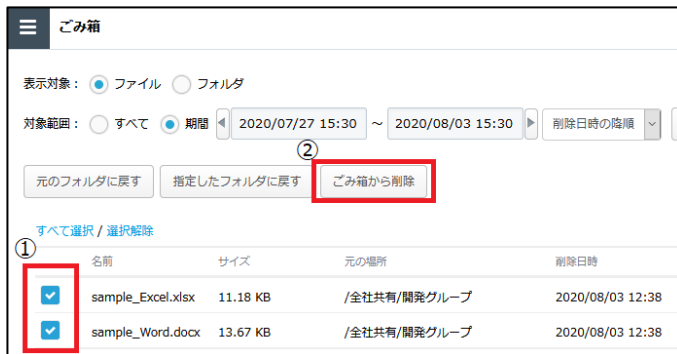 ごみ箱
表示対象： ファイル フォルダ
対象範囲： すべて 期間 2020/07/27 15:30 ～ 2020/08/03 15:30 削除日時の降順
②
元のフォルダに戻す 指定したフォルダに戻す ごみ箱から削除
すべて選択 / 選択解除
①
名前 サイズ 元の場所 削除日時
sample_Excel.xlsx 11.18 KB /全社共有/開発グループ 2020/08/03 12:38
sample_Word.docx 13.67 KB /全社共有/開発グループ 2020/08/03 12:38